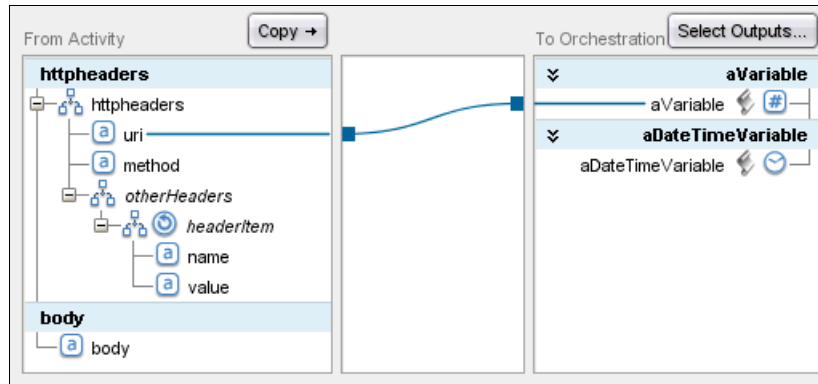 From Activity
Copy →
To Orchestration
Select Outputs...
httpheaders
httpheaders
a uri
a method
otherHeaders
headerItem
a name
a value
body
a body
aVariable
aVariable #
aDateTimeVariable
aDateTimeVariable